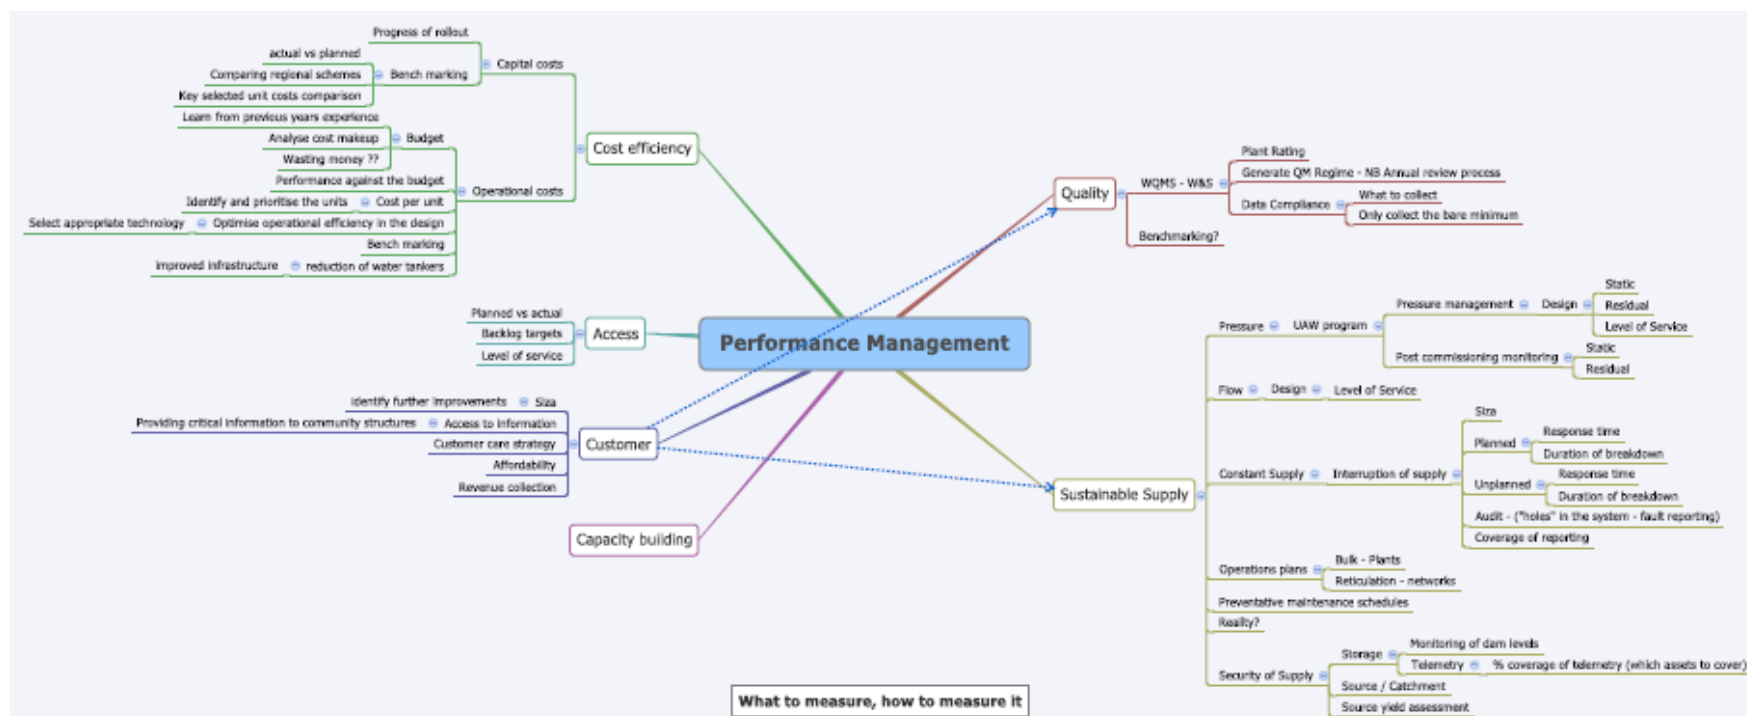 Progress of rollout
Capital costs
actual vs planned
Comparing regional schemes
Bench marking
Key selected unit costs comparison
Learn from previous years experience
Analyse cost makeup
Budget
Wasting money ??
Cost efficiency
Performance against the budget
Operational costs
Identify and prioritise the units
Cost per unit
Select appropriate technology
Optimise operational efficiency in the design
Bench marking
improved infrastructure
reduction of water tankers
Planned vs actual
Backlog targets
Access
Level of service
Identify further improvements
Siza
Providing critical information to community structures
Access to information
Customer care strategy
Customer
Affordability
Revenue collection
Capacity building
Performance Management
Plant Rating
Generate QM Regime - NB Annual review process
WQMS - W&S
Quality
What to collect
Data Compliance
Only collect the bare minimum
Benchmarking?
Static
Pressure management
Design
Residual
Level of Service
Pressure
UAW program
Static
Post commissioning monitoring
Residual
Flow
Design
Level of Service
Siza
Response time
Planned
Duration of breakdown
Constant Supply
Interruption of supply
Response time
Unplanned
Duration of breakdown
Sustainable Supply
Audit - ("holes" in the system - fault reporting)
Coverage of reporting
Bulk - Plants
Operations plans
Reticulation - networks
Preventative maintenance schedules
Reality?
Monitoring of dam levels
Storage
Telemetry
% coverage of telemetry (which assets to cover)
Security of Supply
Source / Catchment
Source yield assessment
What to measure, how to measure it